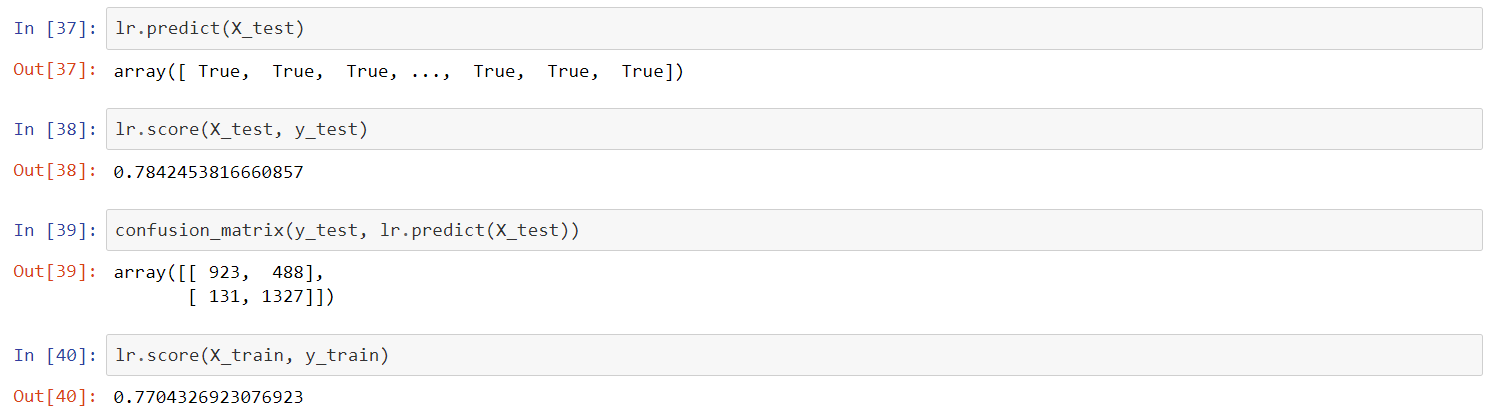 In [37]: lr.predict(X_test)
Out[37]: array([ True,  True,  True, ...,  True,  True,  True])
In [38]: lr.score(X_test, y_test)
Out[38]: 0.7842453816660857
In [39]: confusion_matrix(y_test, lr.predict(X_test))
Out[39]: array([[ 923,  488],
       [ 131, 1327]])
In [40]: lr.score(X_train, y_train)
Out[40]: 0.7704326923076923